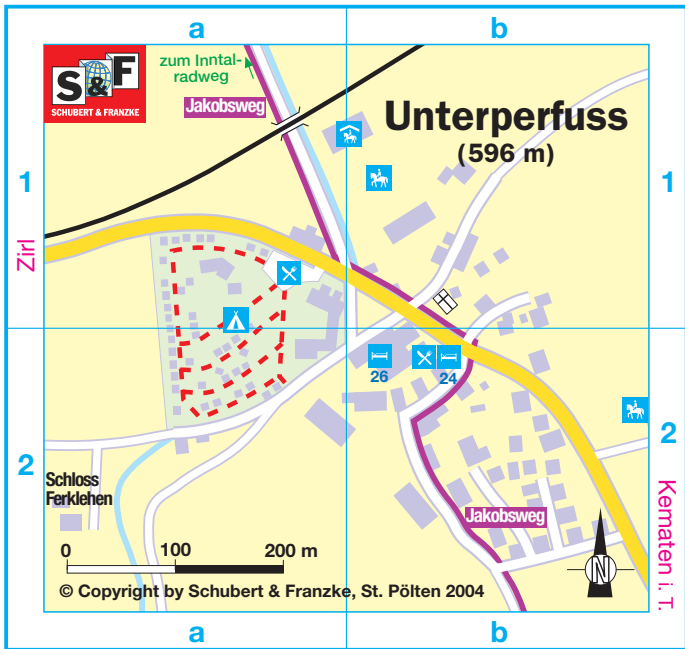 a
b
S&F
SCHUBERT & FRANZKE
zum Inntal-
radweg
Jakobsweg
Unterperfuss
(596 m)
1
1
Zirl
26
24
2
2
Schloss
Ferklehen
Jakobsweg
Kematen i. T.
0 100 200 m
N
© Copyright by Schubert & Franzke, St. Pölten 2004
a
b